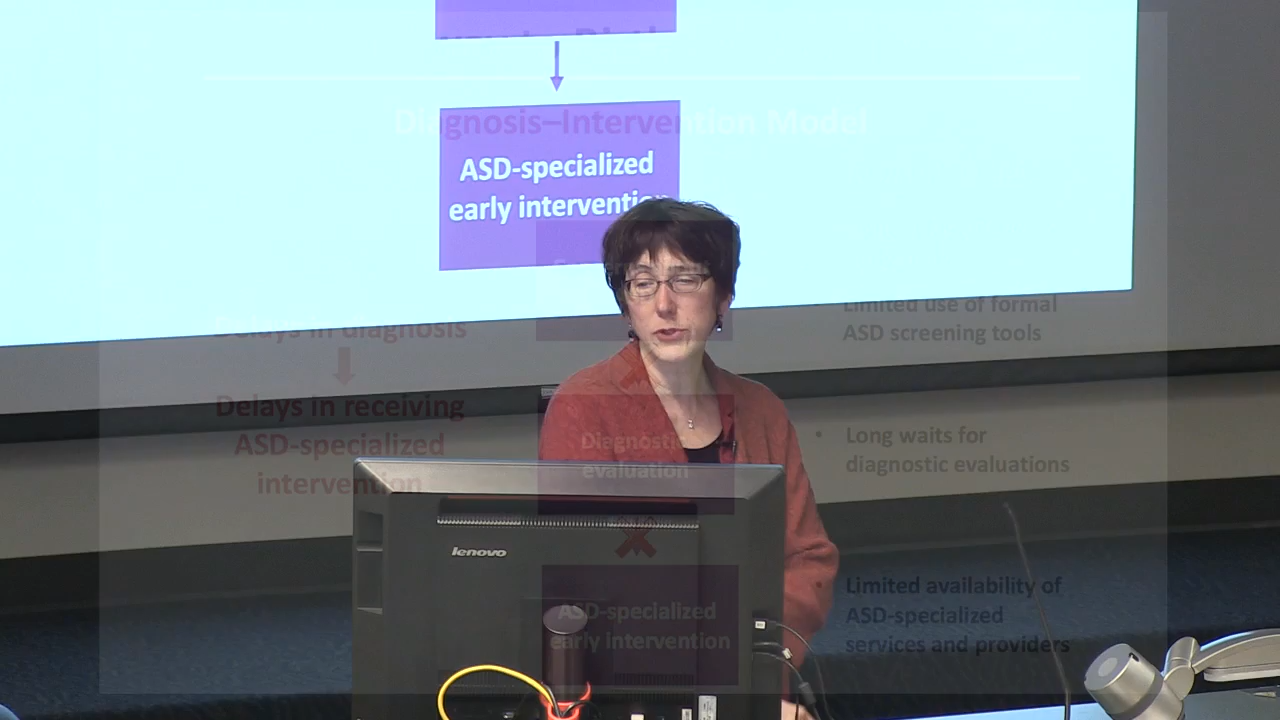 Diagnosis–Intervention Model
ASD-specialized
early intervention
Delays in diagnosis
Delays in receiving
ASD-specialized
intervention
Diagnostic
evaluation
ASD-specialized
early intervention
Limited use of formal
ASD screening tools
• Long waits for
diagnostic evaluations
• Limited availability of
ASD-specialized
services and providers
lenovo